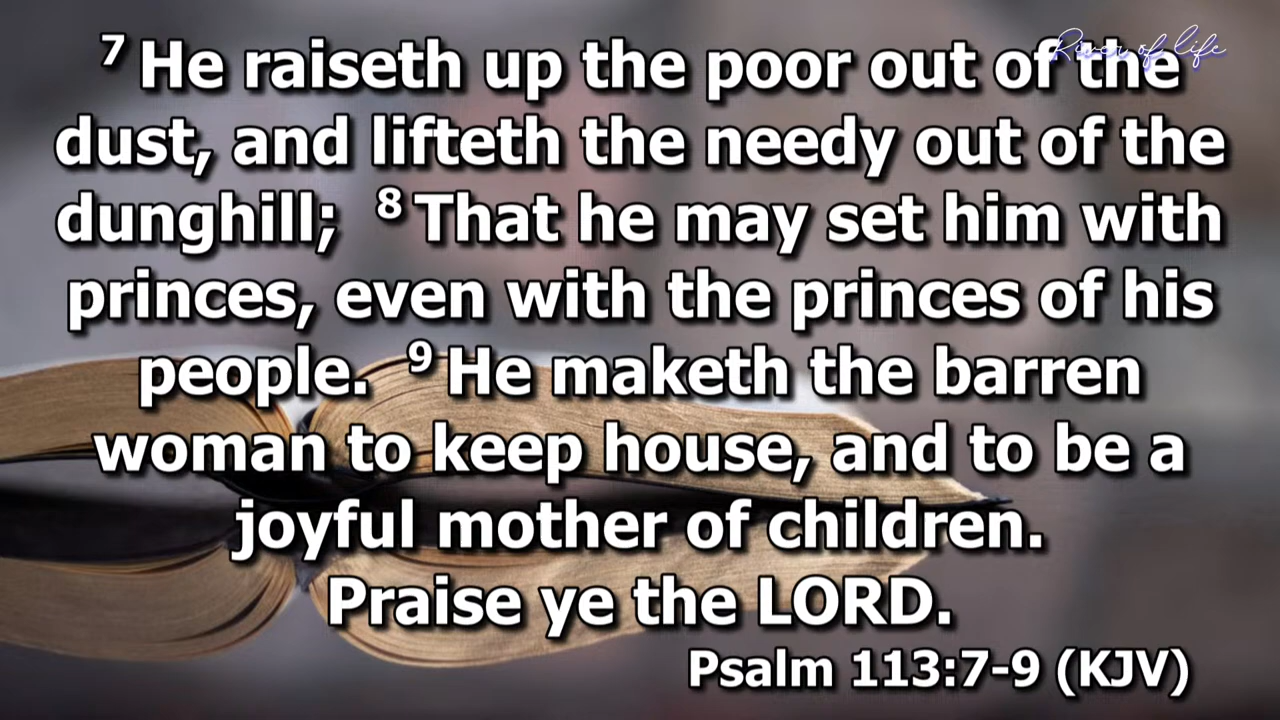 River of life
7 He raiseth up the poor out of the
dust, and lifteth the needy out of the
dunghill; 8 That he may set him with
princes, even with the princes of his
people. 9 He maketh the barren
woman to keep house, and to be a
joyful mother of children.
Praise ye the LORD.
Psalm 113:7-9 (KJV)